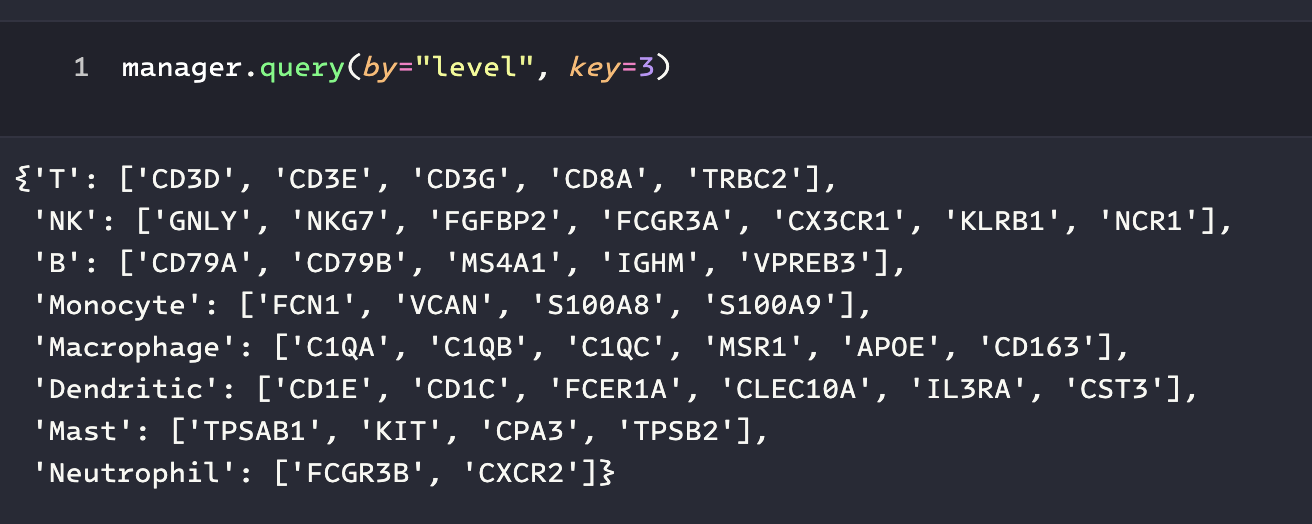 1 manager.query(by="level", key=3)
{'T': ['CD3D', 'CD3E', 'CD3G', 'CD8A', 'TRBC2'],
'NK': ['GNLY', 'NKG7', 'FGFBP2', 'FCGR3A', 'CX3CR1', 'KLRB1', 'NCR1'],
'B': ['CD79A', 'CD79B', 'MS4A1', 'IGHM', 'VPREB3'],
'Monocyte': ['FCN1', 'VCAN', 'S100A8', 'S100A9'],
'Macrophage': ['C1QA', 'C1QB', 'C1QC', 'MSR1', 'APOE', 'CD163'],
'Dendritic': ['CD1E', 'CD1C', 'FCER1A', 'CLEC10A', 'IL3RA', 'CST3'],
'Mast': ['TPSAB1', 'KIT', 'CPA3', 'TPSB2'],
'Neutrophil': ['FCGR3B', 'CXCR2']}